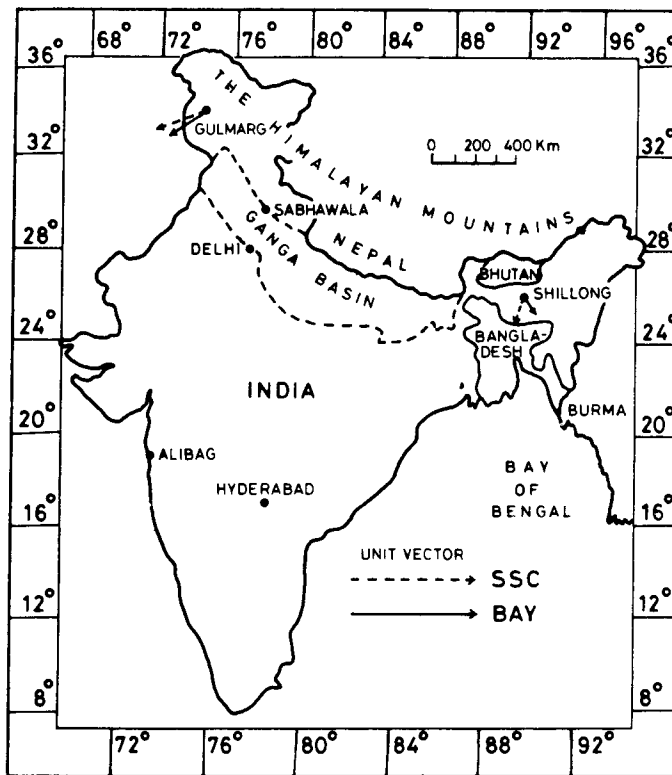 68° 72° 74° 77° 80° 84° 88° 92° 96°
36° 36°
THE HIMALAYAN MOUNTAINS
GULMARG
32° 32°
0 200 400 Km
SABHAWALA
GANGA BASIN
NEPAL
28° 28°
DELHI
BHUTAN
SHILLONG
24° 24°
BANGLA-
DESH
INDIA
BURMA
20° 20°
ALIBAG
BAY
OF
BENGAL
HYDERABAD
16° 16°
UNIT VECTOR
SSC
BAY
12° 12°
8° 8°
72° 76° 80° 84° 88° 92°